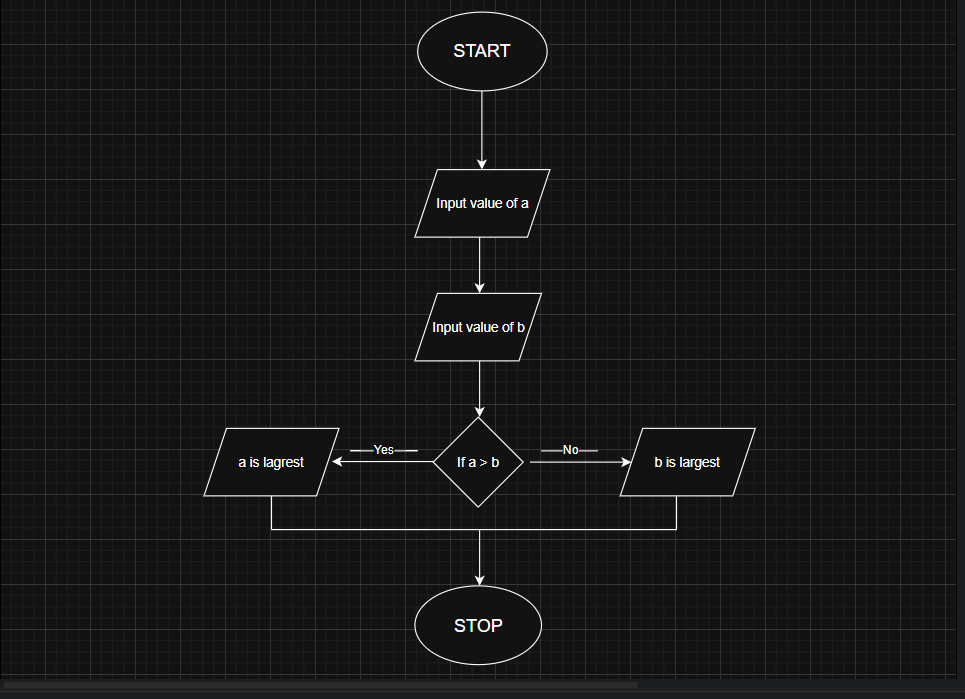 START
Input value of a
Input value of b
a is lagrest
Yes
If a > b
No
b is largest
STOP